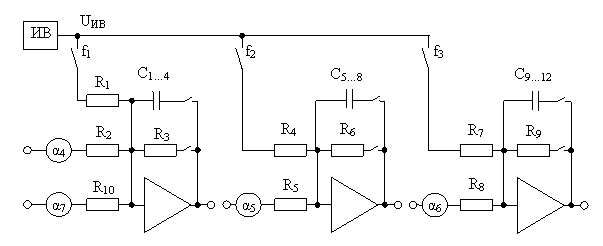 ИВ
UИВ
f1
f2
f3
R1
C1...4
C5...8
C9...12
α4
R2
R3
R4
R6
R7
R9
α7
R10
α5
R5
α6
R8